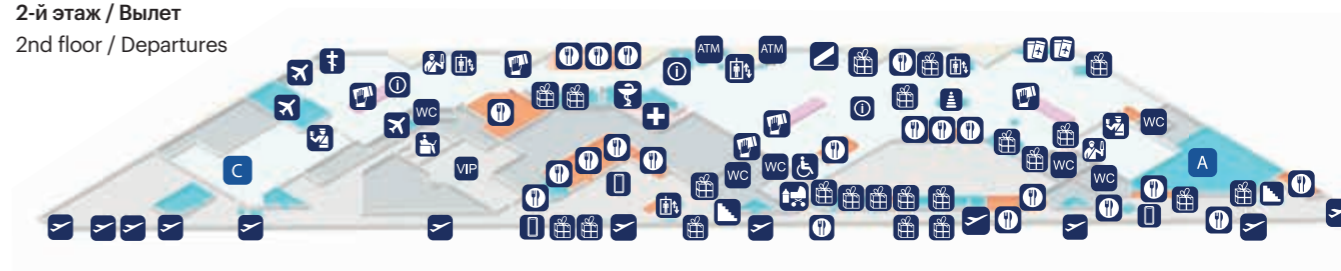 2-й этаж / Вылет
2nd floor / Departures
ATM ATM
WC
WC
VIP
WC WC
WC
WC
C
A